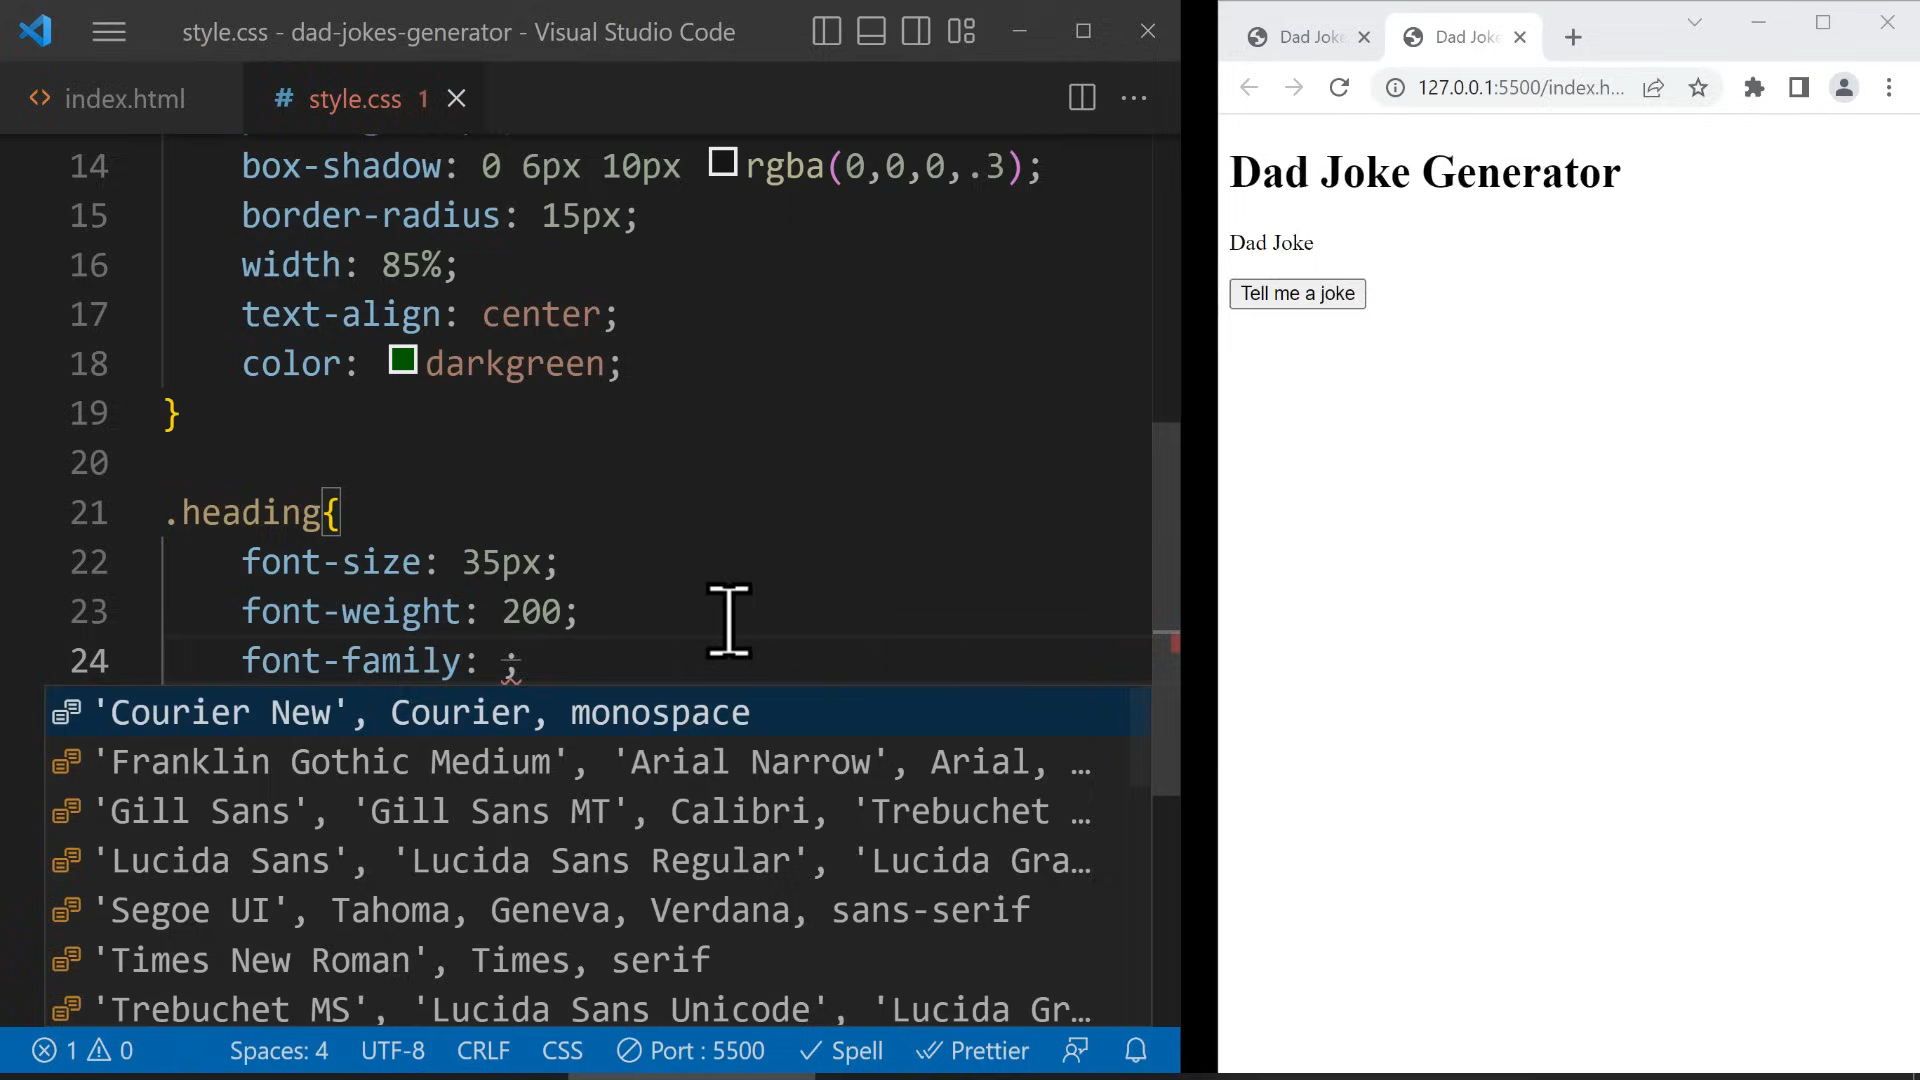 style.css - dad-jokes-generator - Visual Studio Code
index.html
# style.css 1
14 box-shadow: 0 6px 10px rgba(0,0,0,.3);
15 border-radius: 15px;
16 width: 85%;
17 text-align: center;
18 color: darkgreen;
19 }
20
21 .heading{
22 font-size: 35px;
23 font-weight: 200;
24 font-family: ;
'Courier New', Courier, monospace
'Franklin Gothic Medium', 'Arial Narrow', Arial, …
'Gill Sans', 'Gill Sans MT', Calibri, 'Trebuchet …
'Lucida Sans', 'Lucida Sans Regular', 'Lucida Gra…
'Segoe UI', Tahoma, Geneva, Verdana, sans-serif
'Times New Roman', Times, serif
'Trebuchet MS', 'Lucida Sans Unicode', 'Lucida Gr…
1 0 Spaces: 4 UTF-8 CRLF CSS Port : 5500 Spell Prettier
Dad Joke
Dad Joke
127.0.0.1:5500/index.h...
Dad Joke Generator
Dad Joke
Tell me a joke